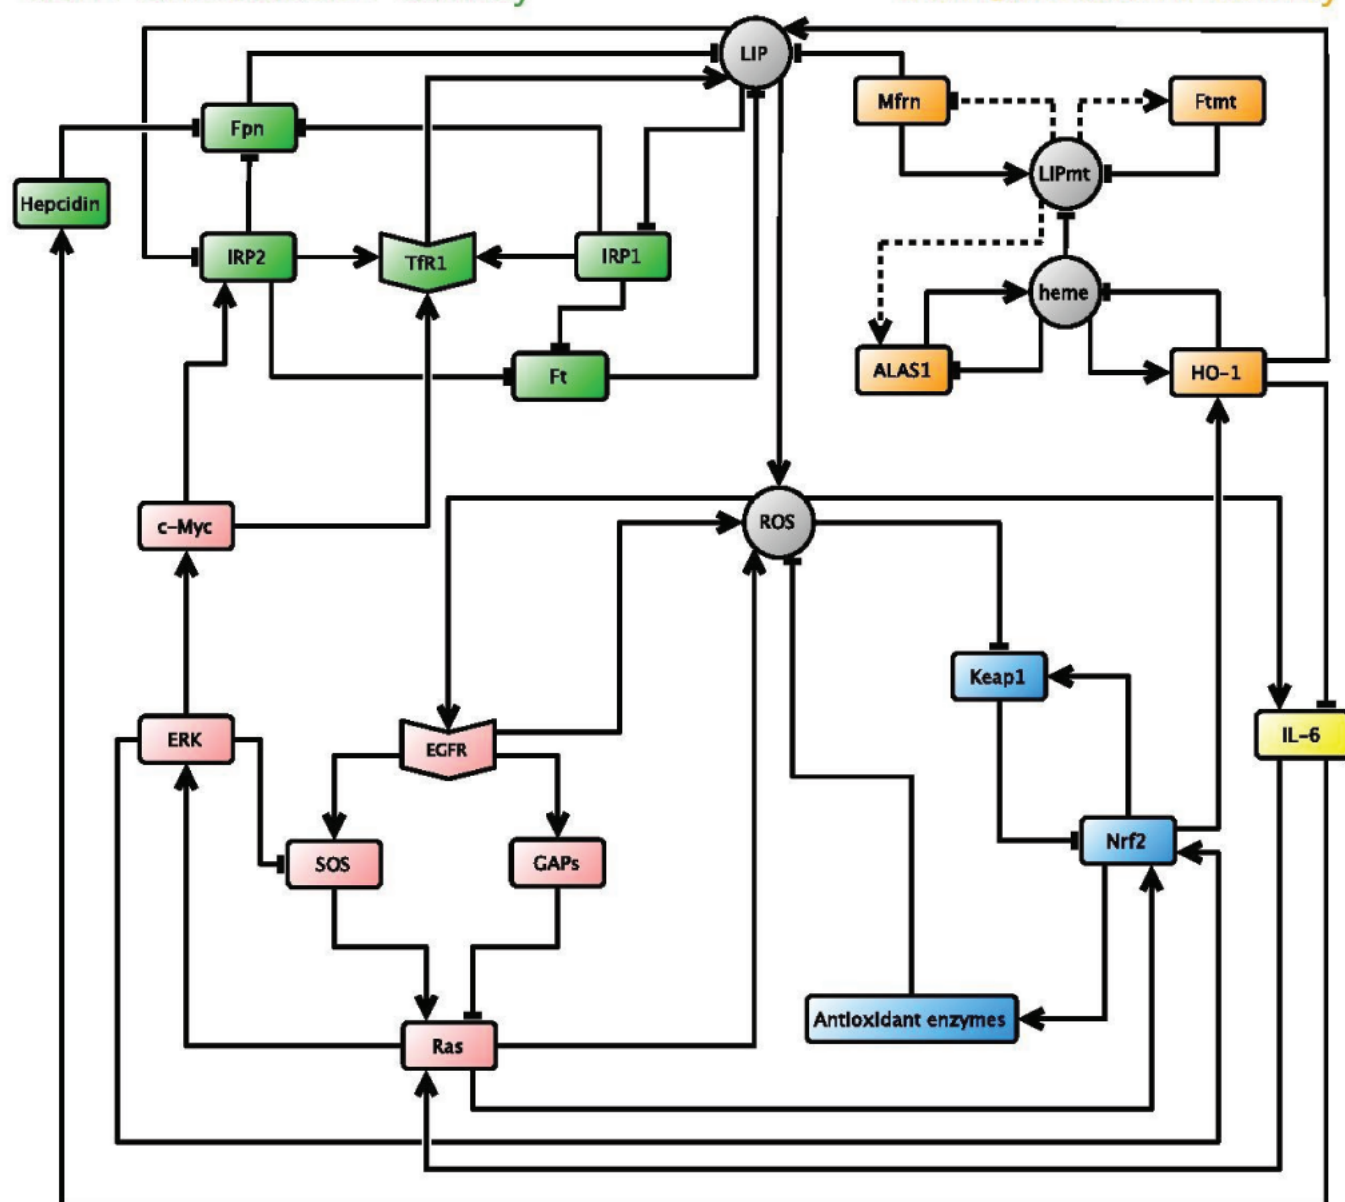 LIP
Mfrn
Ftmt
Fpn
LIPmt
Hepcidin
IRP2
TfR1
IRP1
heme
Ft
ALAS1
HO-1
c-Myc
ROS
Keap1
ERK
EGFR
IL-6
SOS
GAPs
Nrf2
Antioxidant enzymes
Ras